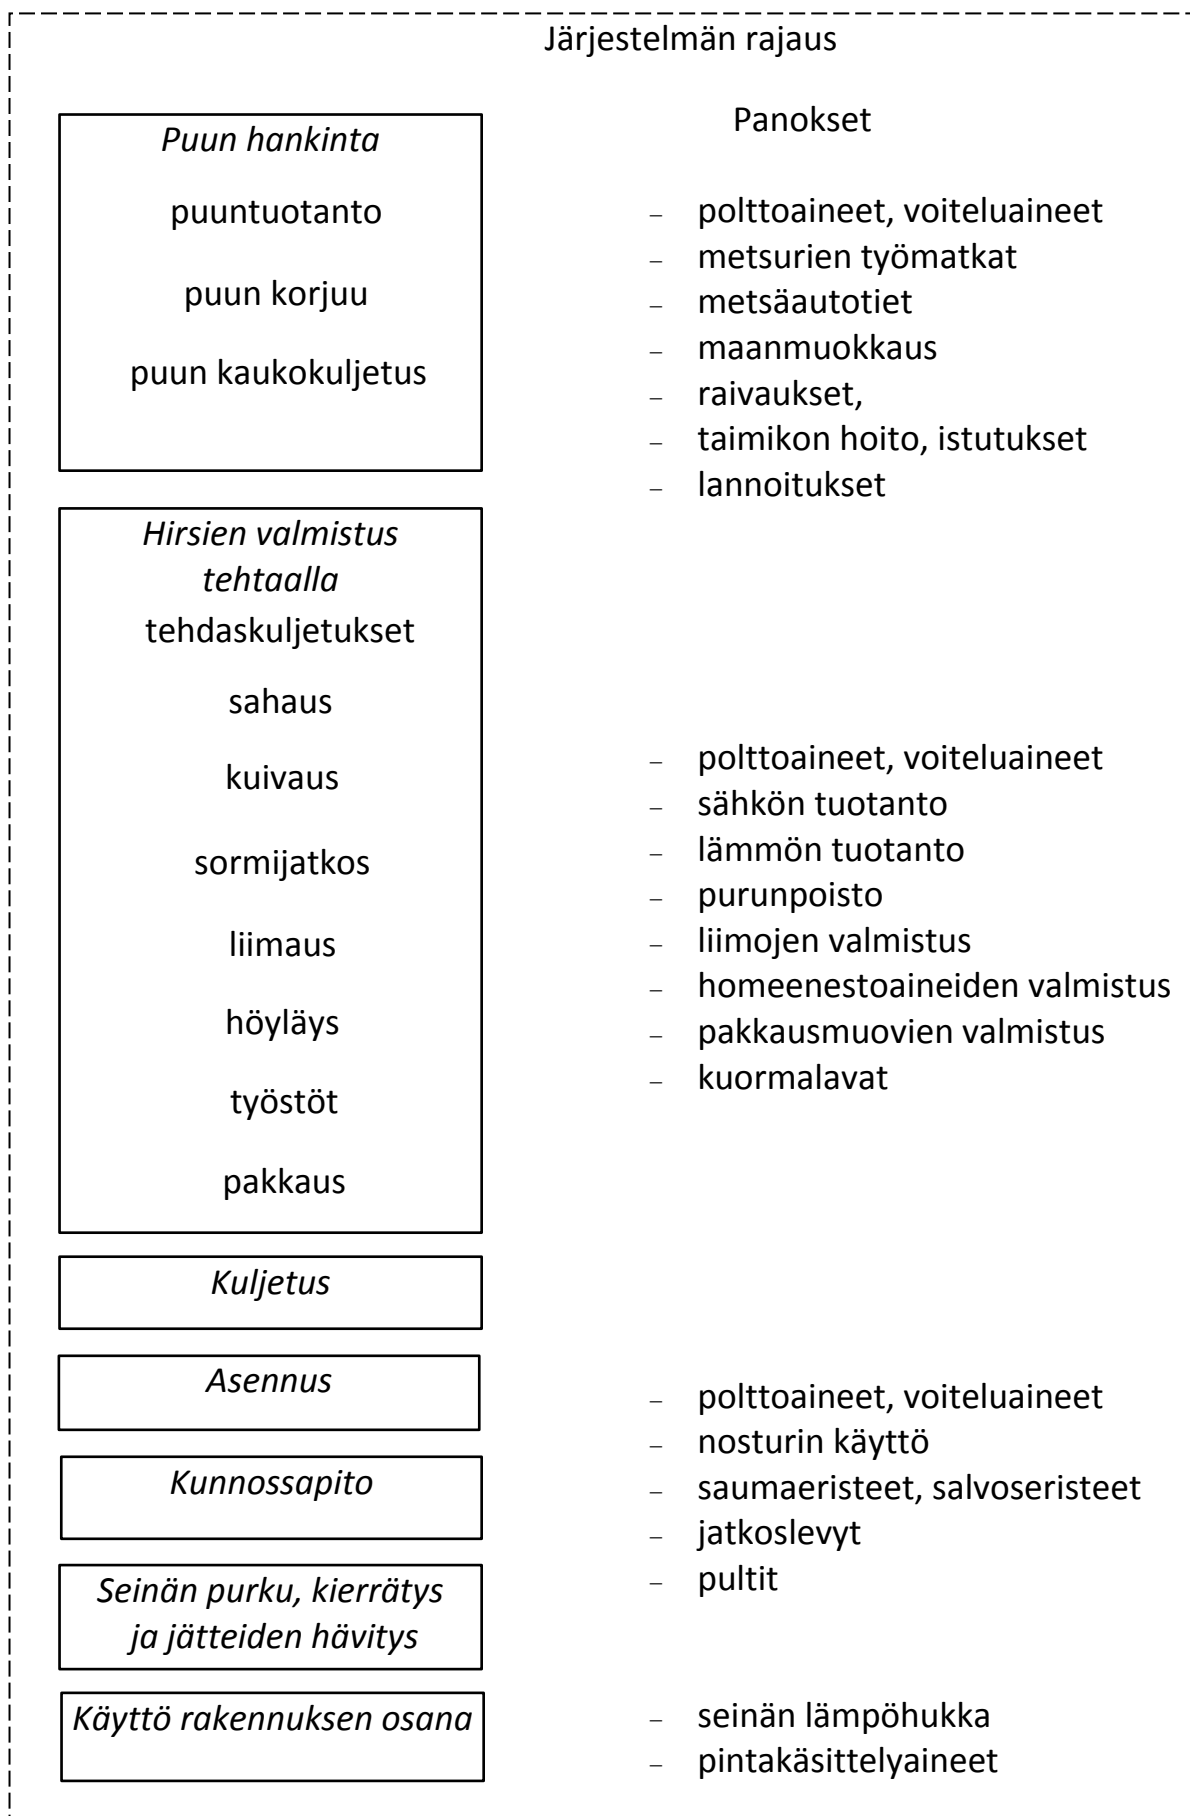 Järjestelmän rajaus
Panokset
Puun hankinta
puuntuotanto
puun korjuu
puun kaukokuljetus
– polttoaineet, voiteluaineet
– metsurien työmatkat
– metsäautotiet
– maanmuokkaus
– raivaukset,
– taimikon hoito, istutukset
– lannoitukset
Hirsien valmistus
tehtaalla
tehdaskuljetukset
sahaus
kuivaus
sormijatkos
liimaus
höyläys
työstöt
pakkaus
– polttoaineet, voiteluaineet
– sähkön tuotanto
– lämmön tuotanto
– purunpoisto
– liimojen valmistus
– homeenestoaineiden valmistus
– pakkausmuovien valmistus
– kuormalavat
Kuljetus
Asennus
Kunnossapito
Seinän purku, kierrätys
ja jätteiden hävitys
– polttoaineet, voiteluaineet
– nosturin käyttö
– saumaeristeet, salvoseristeet
– jatkoslevyt
– pultit
Käyttö rakennuksen osana
– seinän lämpöhukka
– pintakäsittelyaineet